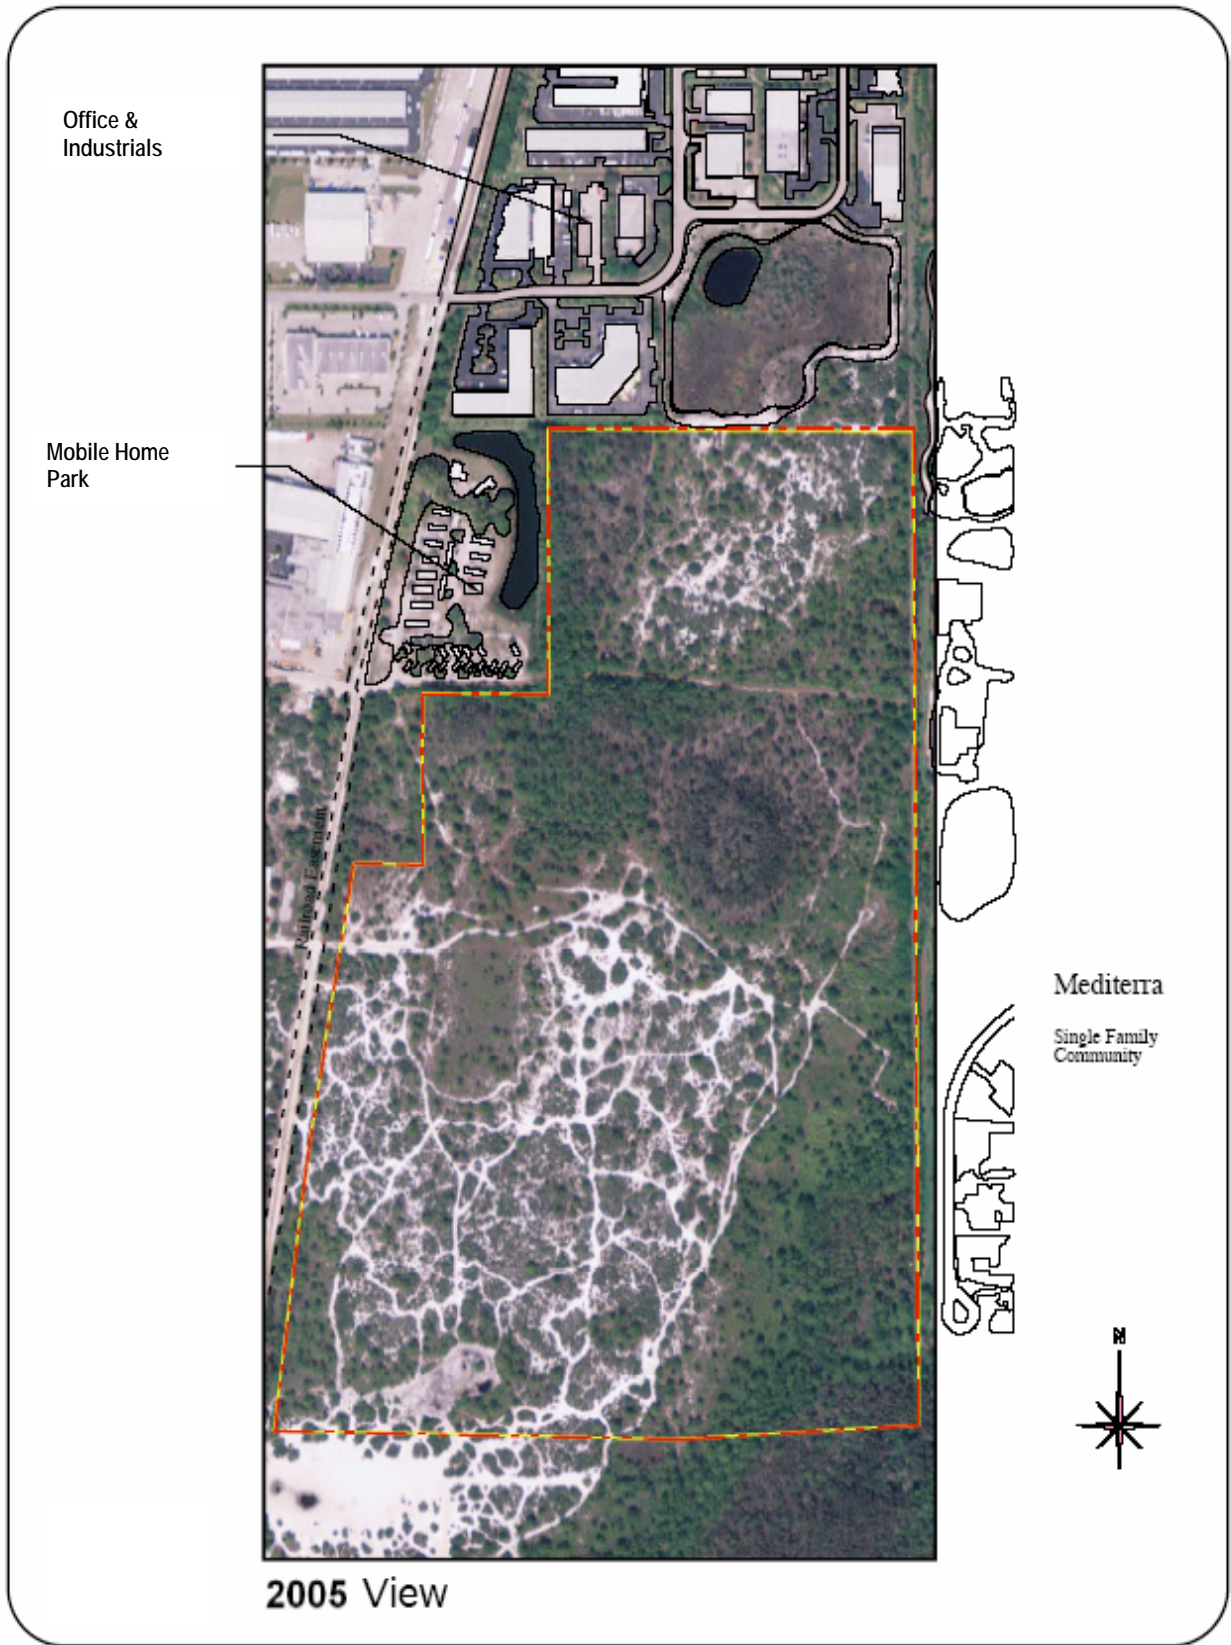 Office &
Industrials
Mobile Home
Park
Railroad Easement
Mediterra
Single Family
Community
N
2005 View